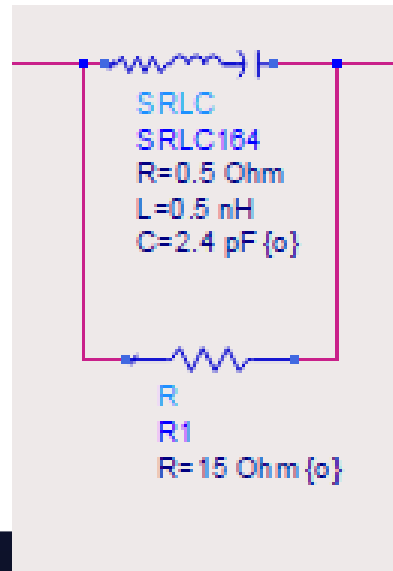 SRLC
SRLC164
R=0.5 Ohm
L=0.5 nH
C=2.4 pF {o}
R
R1
R=15 Ohm {o}